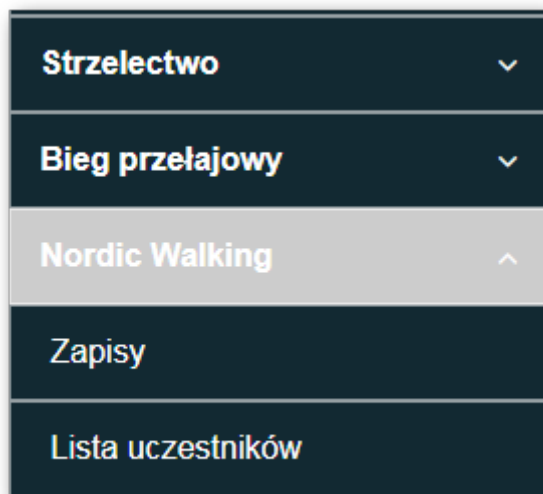 Strzelectwo
Bieg przełajowy
Nordic Walking
Zapisy
Lista uczestników